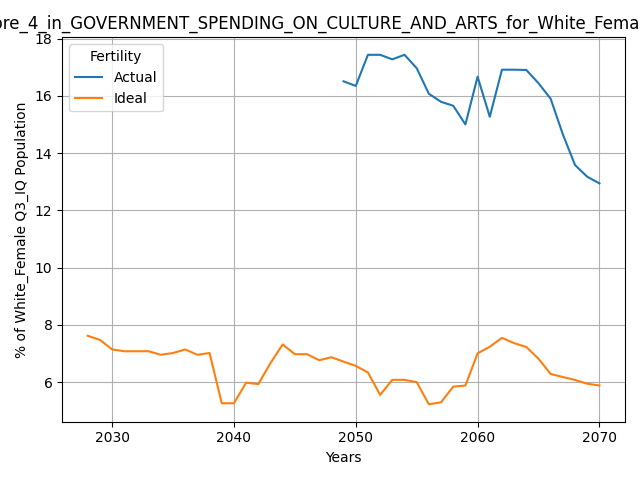 ore_4_in_GOVERNMENT_SPENDING_ON_CULTURE_AND_ARTS_for_White_Fema
Fertility
Actual
Ideal
% of White_Female Q3_IQ Population
18
16
14
12
10
8
6
2030 2040 2050 2060 2070
Years